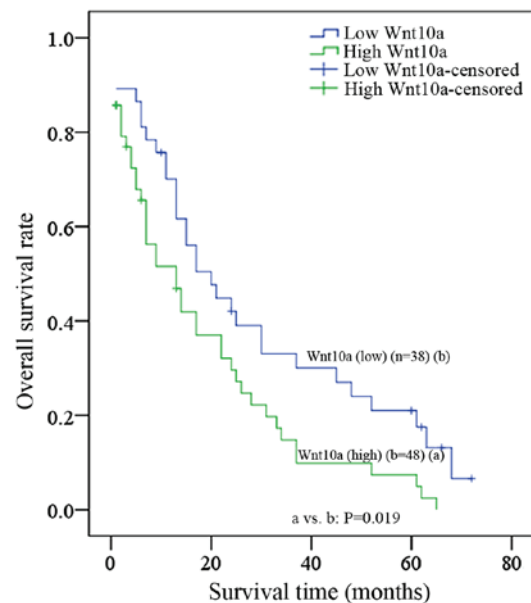 Low Wnt10a
High Wnt10a
Low Wnt10a-censored
High Wnt10a-censored
1.0
0.8
0.6
0.4
0.2
0.0
Overall survival rate
Wnt10a (low) (n=38) (b)
Wnt10a (high) (b=48) (a)
a vs. b: P=0.019
0 20 40 60 80
Survival time (months)